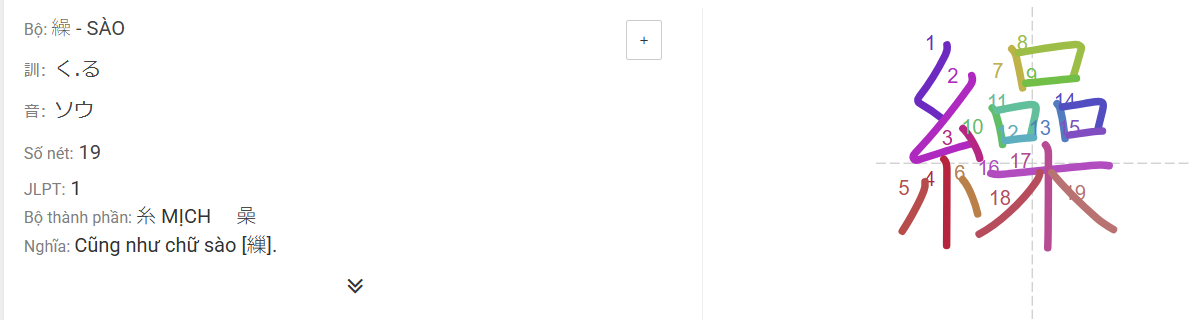 Bộ: 繰 - SÀO
+
訓: く.る
音: ソウ
Số nét: 19
JLPT: 1
Bộ thành phần: 糸 MỊCH 喿
Nghĩa: Cũng như chữ sào [繅].
繰
1
2
3
4
5
6
7
8
9
10
11
12
13
14
15
16
17
18
19